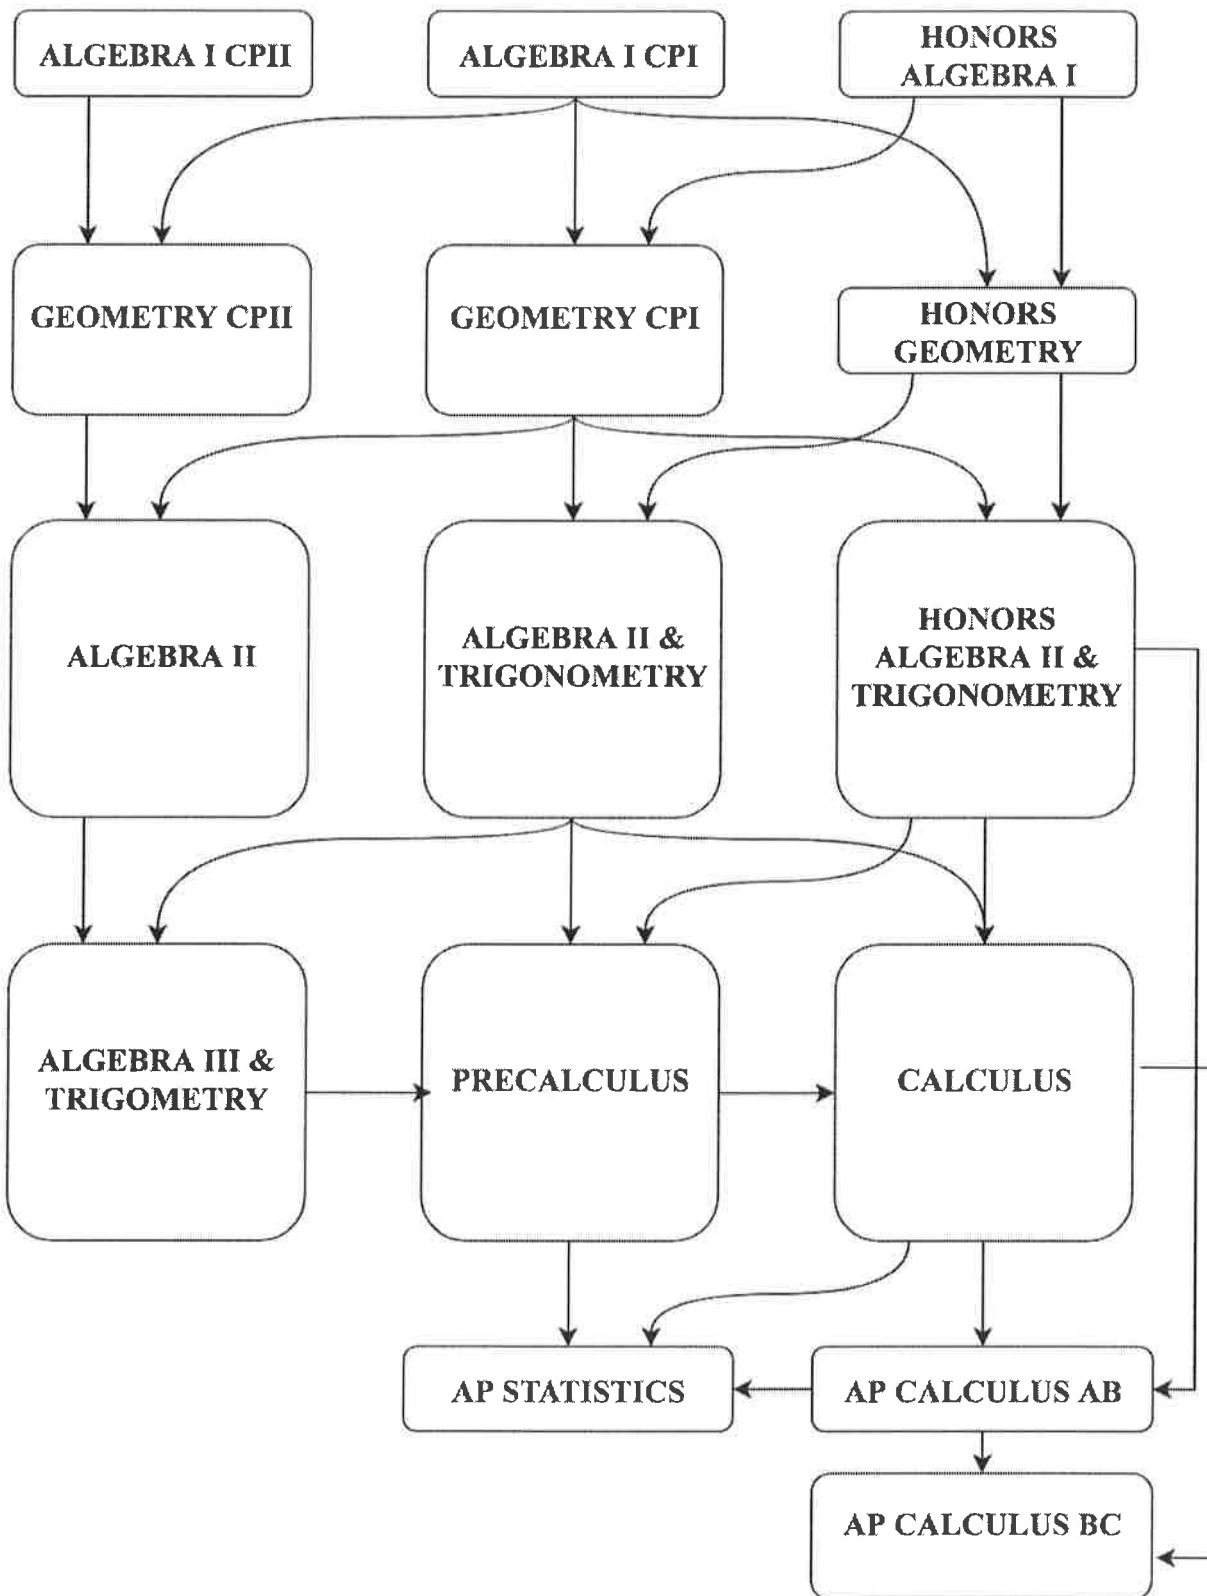 ALGEBRA I CPII
ALGEBRA I CPI
HONORS
ALGEBRA I
GEOMETRY CPII
GEOMETRY CPI
HONORS
GEOMETRY
ALGEBRA II
ALGEBRA II &
TRIGONOMETRY
HONORS
ALGEBRA II &
TRIGONOMETRY
ALGEBRA III &
TRIGOMETRY
PRECALCULUS
CALCULUS
AP STATISTICS
AP CALCULUS AB
AP CALCULUS BC